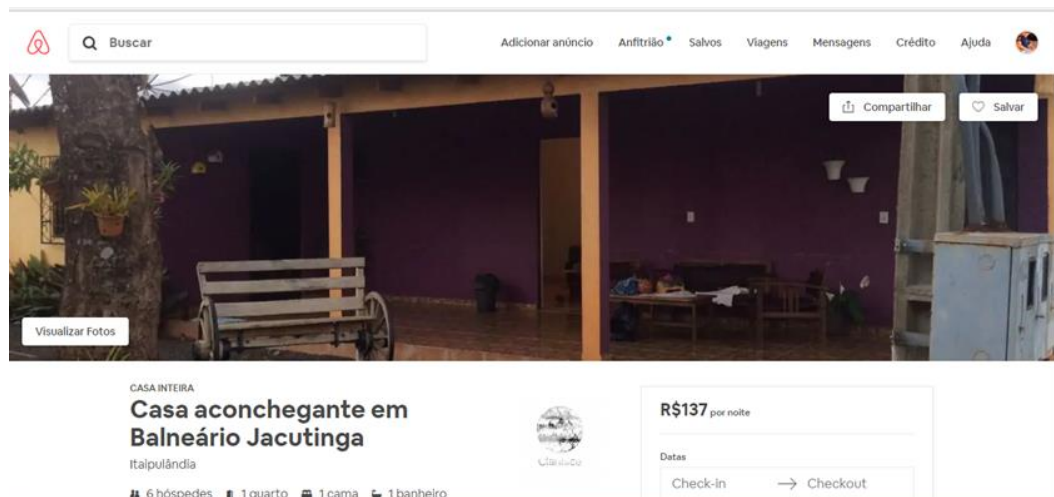 Buscar
Adicionar anúncio Anfitrião Salvos Viagens Mensagens Crédito Ajuda
Compartilhar Salvar
Visualizar Fotos
CASA INTEIRA
Casa aconchegante em
Balneário Jacutinga
Itaipulândia
6 hóspedes 1 quarto 1 cama 1 banheiro
R$137 por noite
Datas
Check-in → Checkout